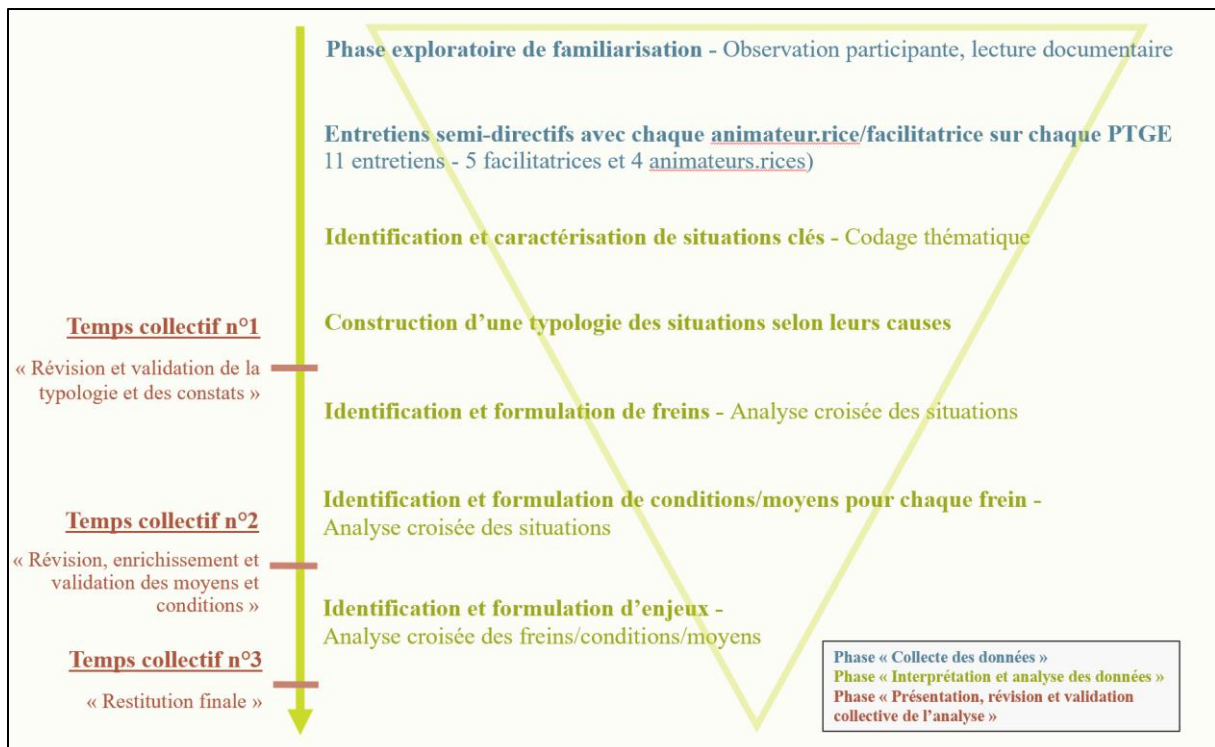 Phase exploratoire de familiarisation - Observation participante, lecture documentaire
Entretiens semi-directifs avec chaque animateur.rice/facilitatrice sur chaque PTGE
11 entretiens - 5 facilitatrices et 4 animateurs.rices)
Identification et caractérisation de situations clés - Codage thématique
Temps collectif n°1
« Révision et validation de la
typologie et des constats »
Construction d’une typologie des situations selon leurs causes
Identification et formulation de freins - Analyse croisée des situations
Temps collectif n°2
« Révision, enrichissement et
validation des moyens et
conditions »
Identification et formulation de conditions/moyens pour chaque frein -
Analyse croisée des situations
Identification et formulation d’enjeux -
Analyse croisée des freins/conditions/moyens
Temps collectif n°3
« Restitution finale »
Phase « Collecte des données »
Phase « Interprétation et analyse des données »
Phase « Présentation, révision et validation
collective de l’analyse »